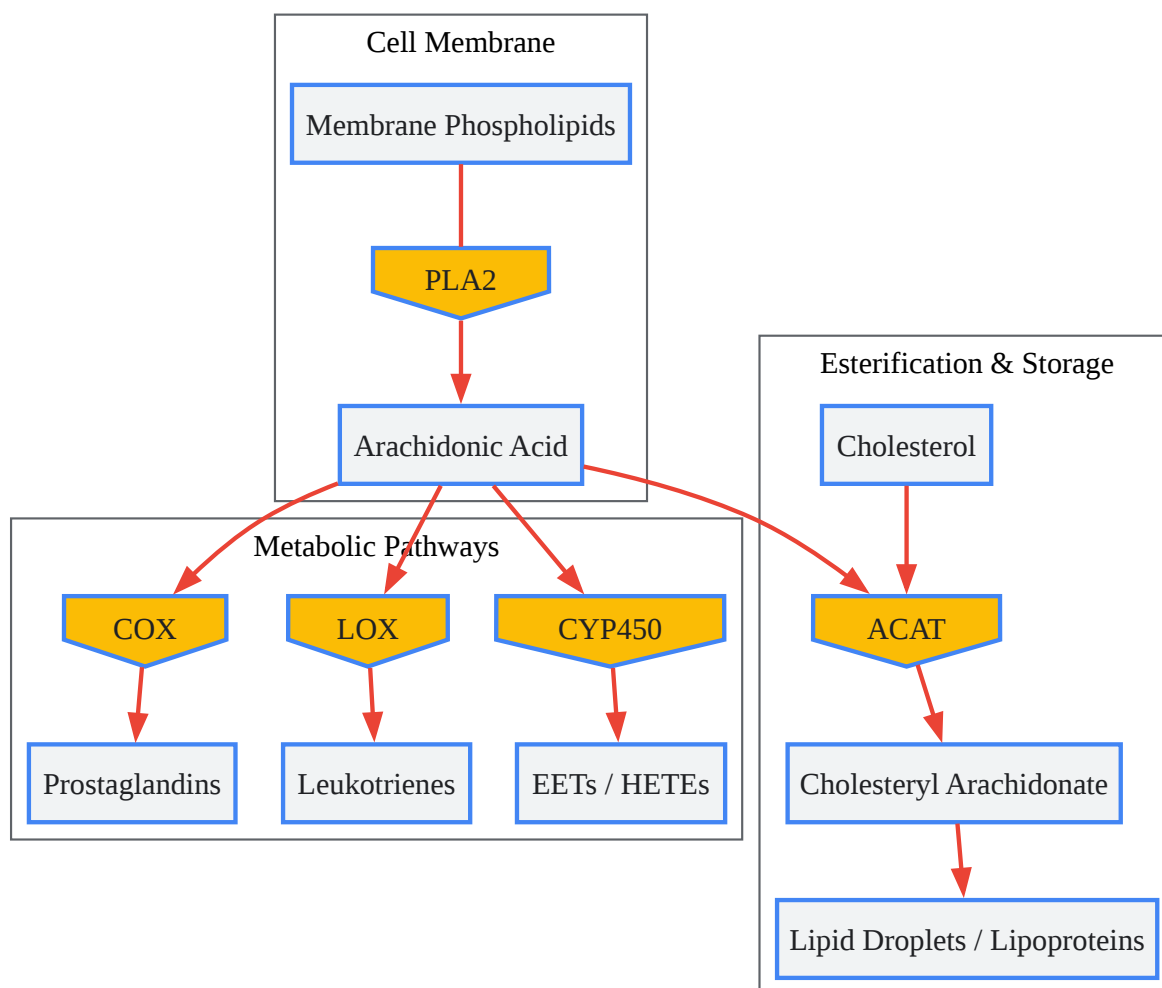 Cell Membrane
Membrane Phospholipids
PLA2
Arachidonic Acid
Esterification & Storage
Cholesterol
Metabolic Pathways
COX
LOX
CYP450
ACAT
Prostaglandins
Leukotrienes
EETs / HETEs
Cholesteryl Arachidonate
Lipid Droplets / Lipoproteins